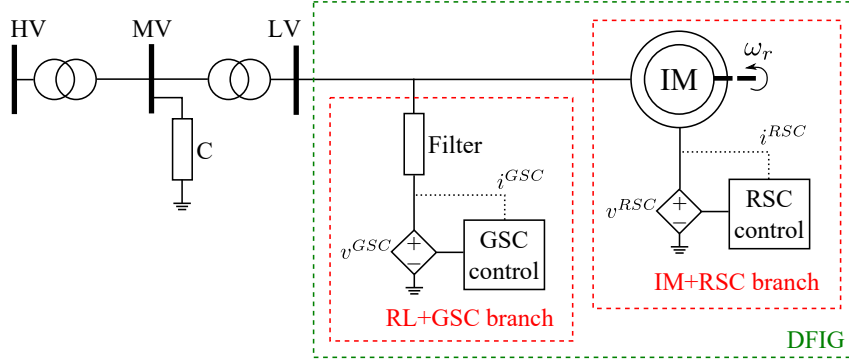 HV
MV
LV
IM
ω_r
C
Filter
i^{GSC}
i^{RSC}
v^{GSC}
+
−
GSC
control
v^{RSC}
+
−
RSC
control
RL+GSC branch
IM+RSC branch
DFIG